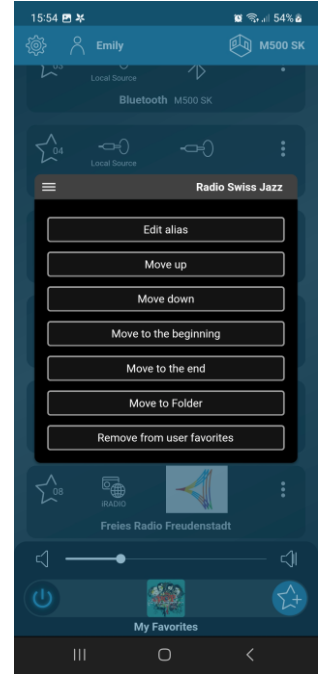 15:54 54%
Emily M500 SK
03
Local Source
Bluetooth M500 SK
04
Local Source
Radio Swiss Jazz
Edit alias
Move up
Move down
Move to the beginning
Move to the end
Move to Folder
Remove from user favorites
08
iRADIO
Freies Radio Freudenstadt
My Favorites